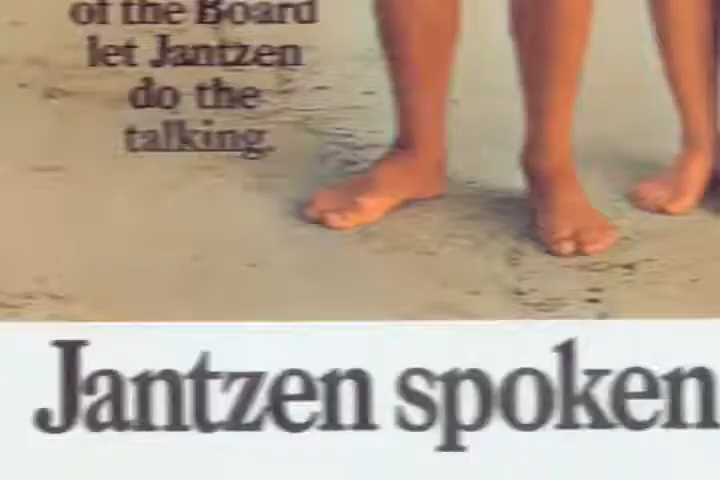 of the Board
let Jantzen
do the
talking.
Jantzen spoken